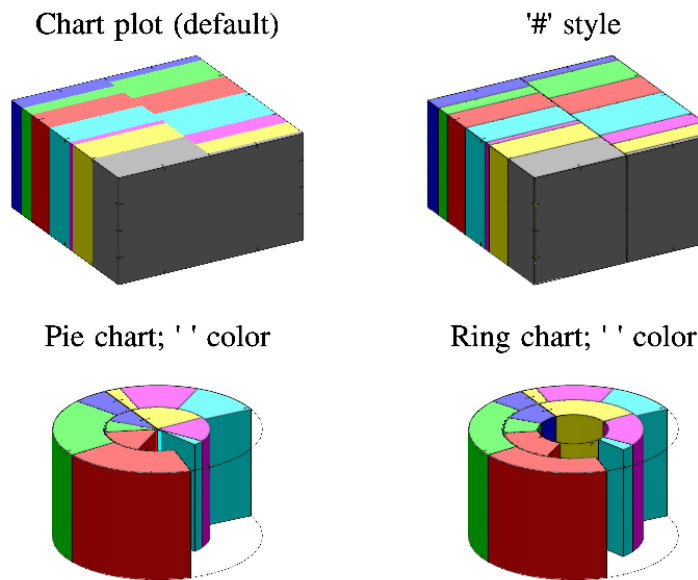 Chart plot (default)
'#' style
Pie chart; ' ' color
Ring chart; ' ' color